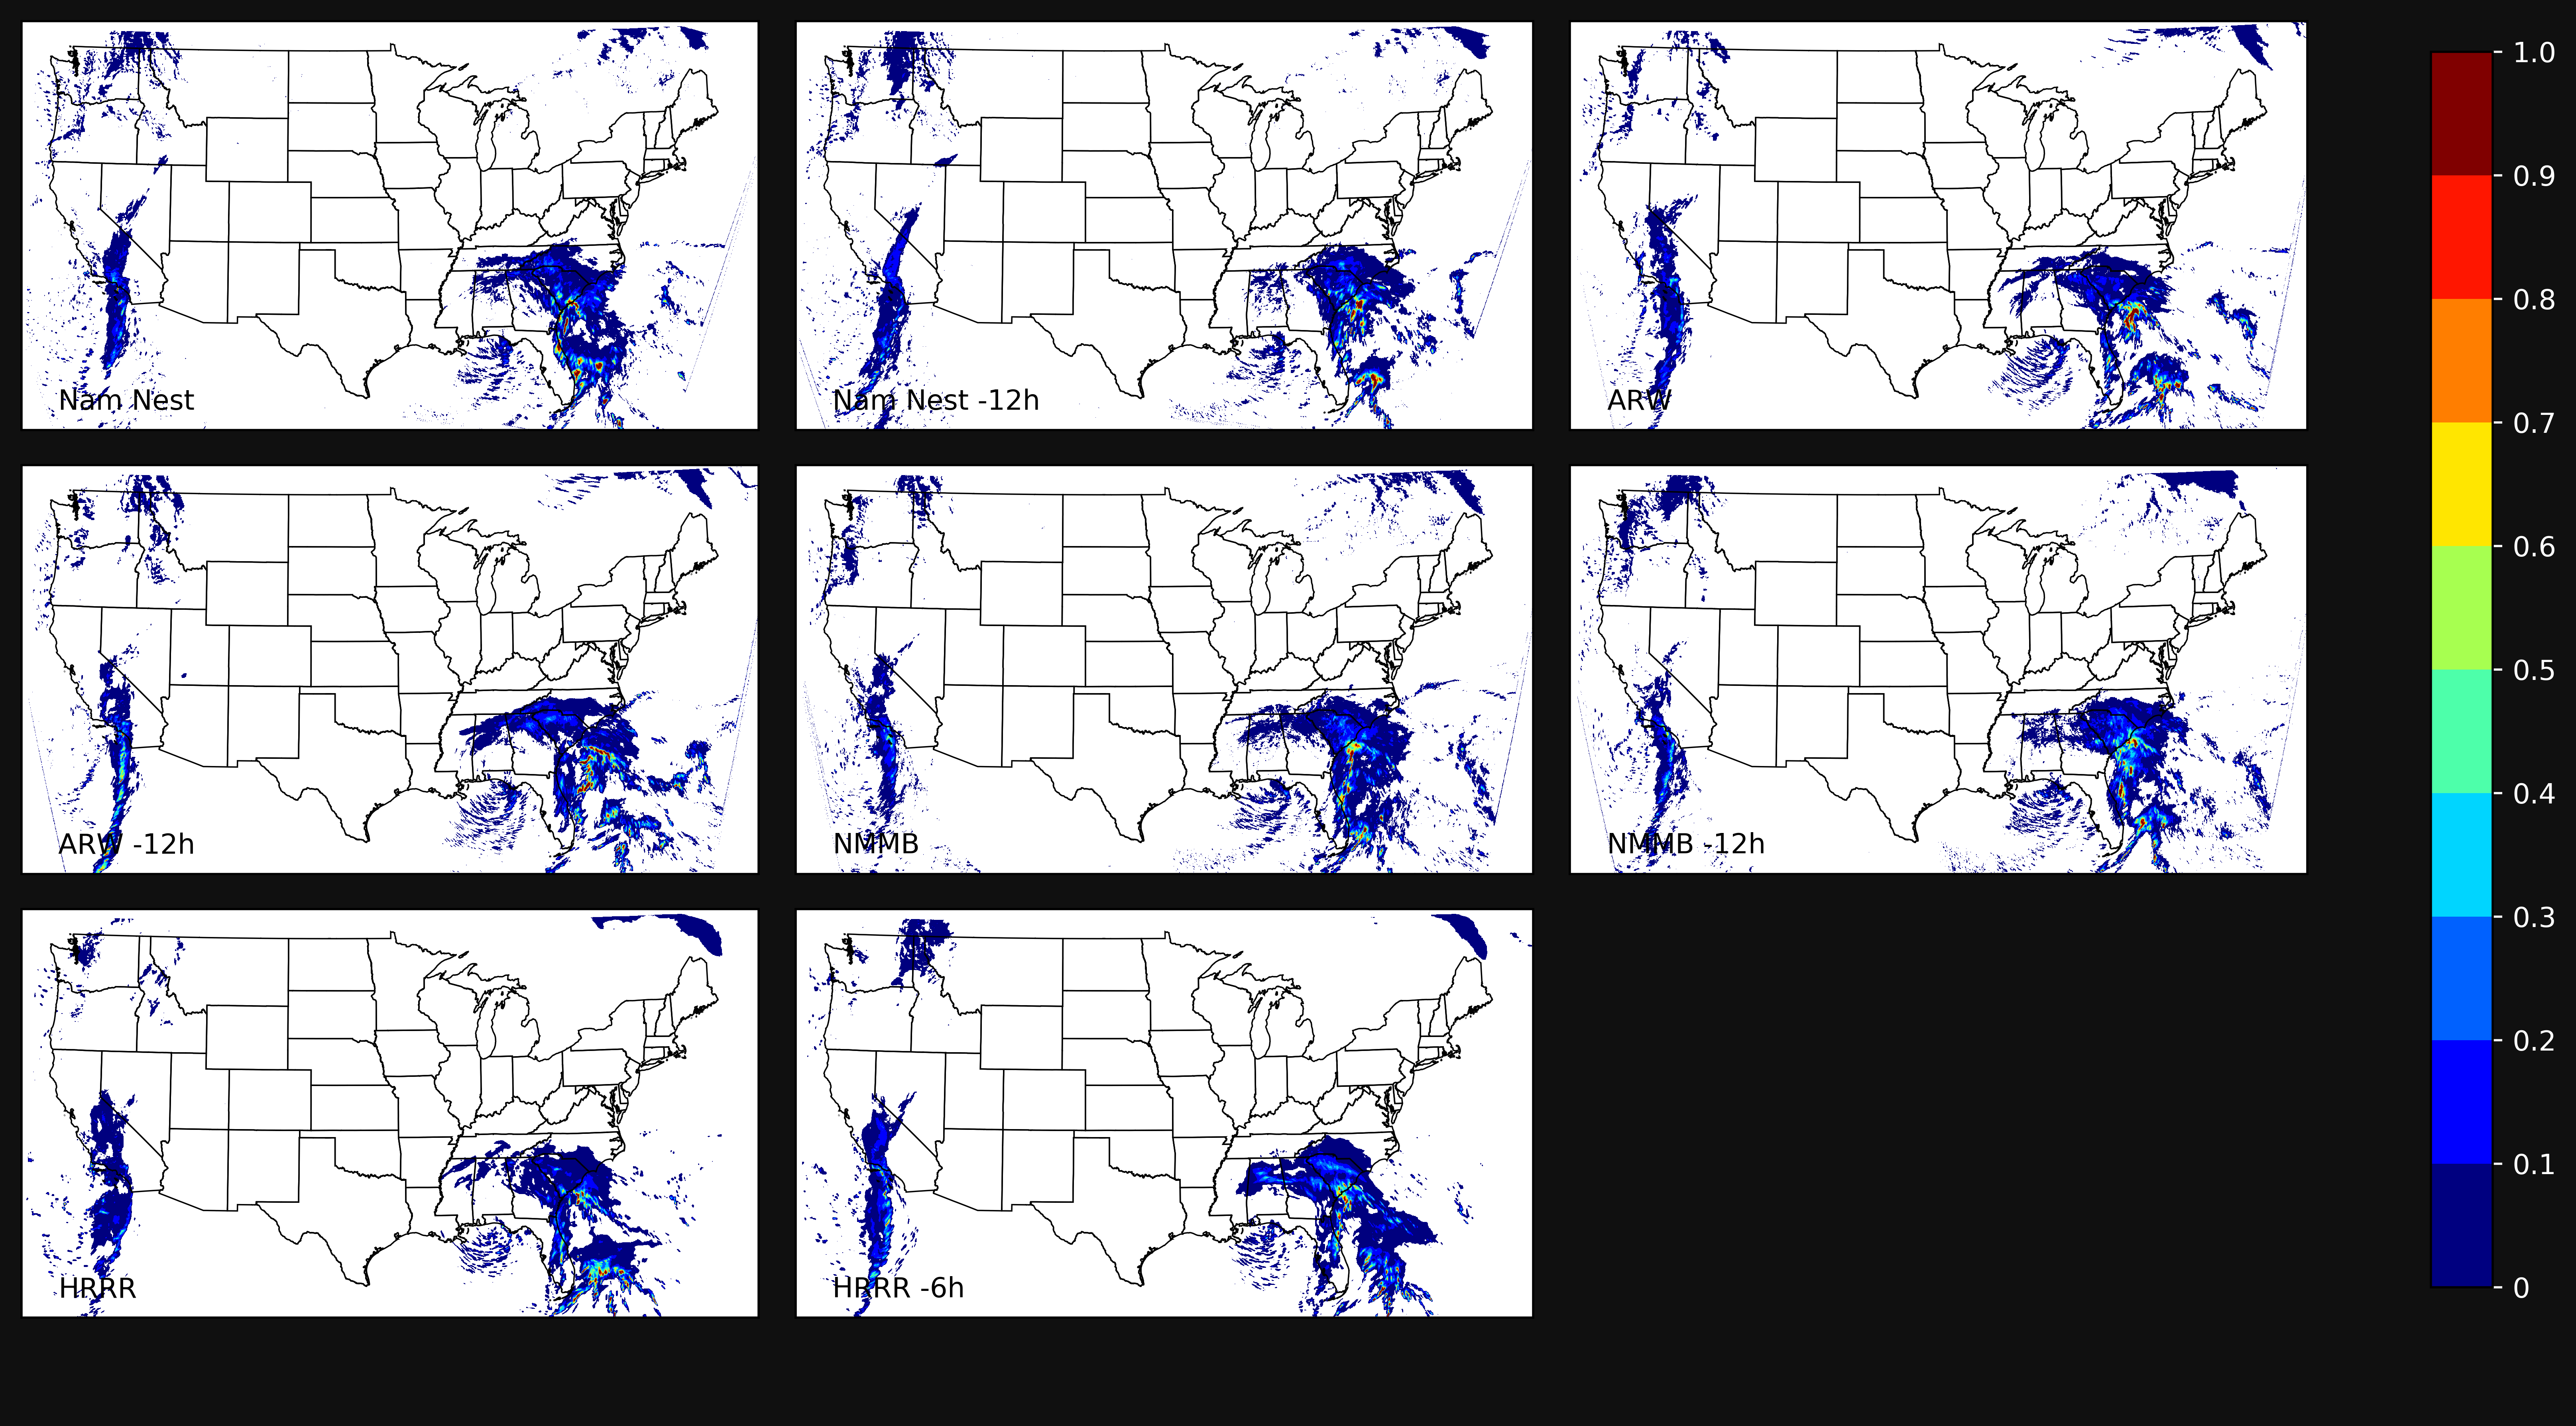 Nam Nest
Nam Nest -12h
ARW
ARW -12h
NMMB
NMMB -12h
HRRR
HRRR -6h
1.0
0.9
0.8
0.7
0.6
0.5
0.4
0.3
0.2
0.1
0